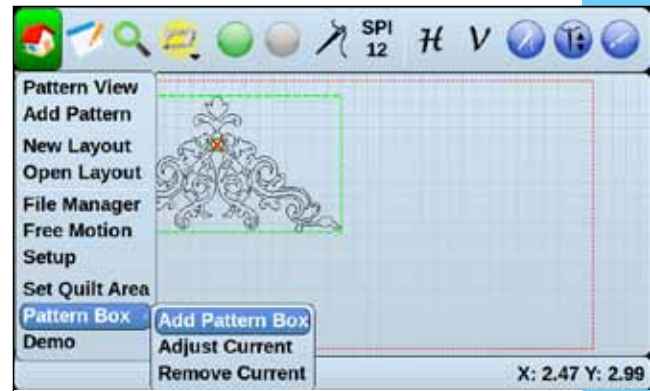 SPI
12
H V
Pattern View
Add Pattern
New Layout
Open Layout
File Manager
Free Motion
Setup
Set Quilt Area
Pattern Box Add Pattern Box
Demo Adjust Current
Remove Current
X: 2.47 Y: 2.99